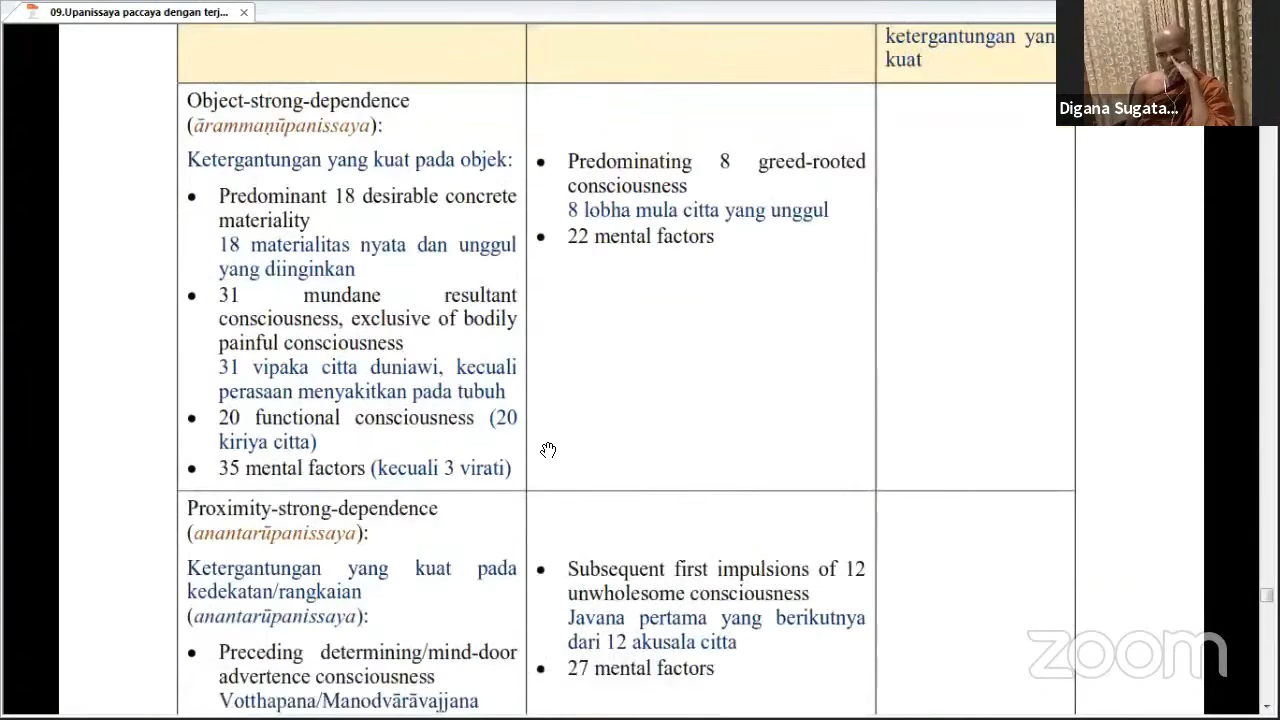 09.Upanissaya paccaya dengan terj...
ketergantungan yan
kuat
Digana Sugata...
Object-strong-dependence
(ārammaṇūpanissaya):
Ketergantungan yang kuat pada objek:
• Predominant 18 desirable concrete
materiality
18 materialitas nyata dan unggul
yang diinginkan
• 31 mundane resultant
consciousness, exclusive of bodily
painful consciousness
31 vipaka citta duniawi, kecuali
perasaan menyakitkan pada tubuh
• 20 functional consciousness (20
kiriya citta)
• 35 mental factors (kecuali 3 virati)
• Predominating 8 greed-rooted
consciousness
8 lobha mula citta yang unggul
• 22 mental factors
Proximity-strong-dependence
(anantarūpanissaya):
Ketergantungan yang kuat pada
kedekatan/rangkaian
(anantarūpanissaya):
• Preceding determining/mind-door
advertence consciousness
Votthapana/Manodvārāvajjana
• Subsequent first impulsions of 12
unwholesome consciousness
Javana pertama yang berikutnya
dari 12 akusala citta
• 27 mental factors
zoom